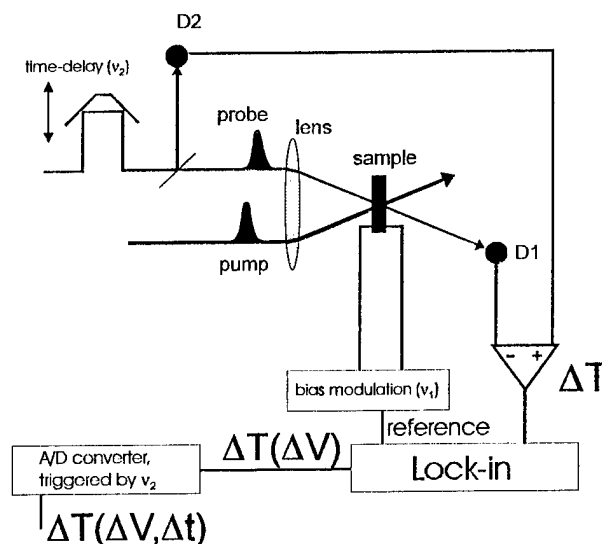 D2
time-delay (ν₂)
probe
lens
sample
pump
D1
- +
ΔT
bias modulation (ν₁)
reference
A/D converter,
triggered by ν₂
ΔT(ΔV)
Lock-in
ΔT(ΔV,Δt)